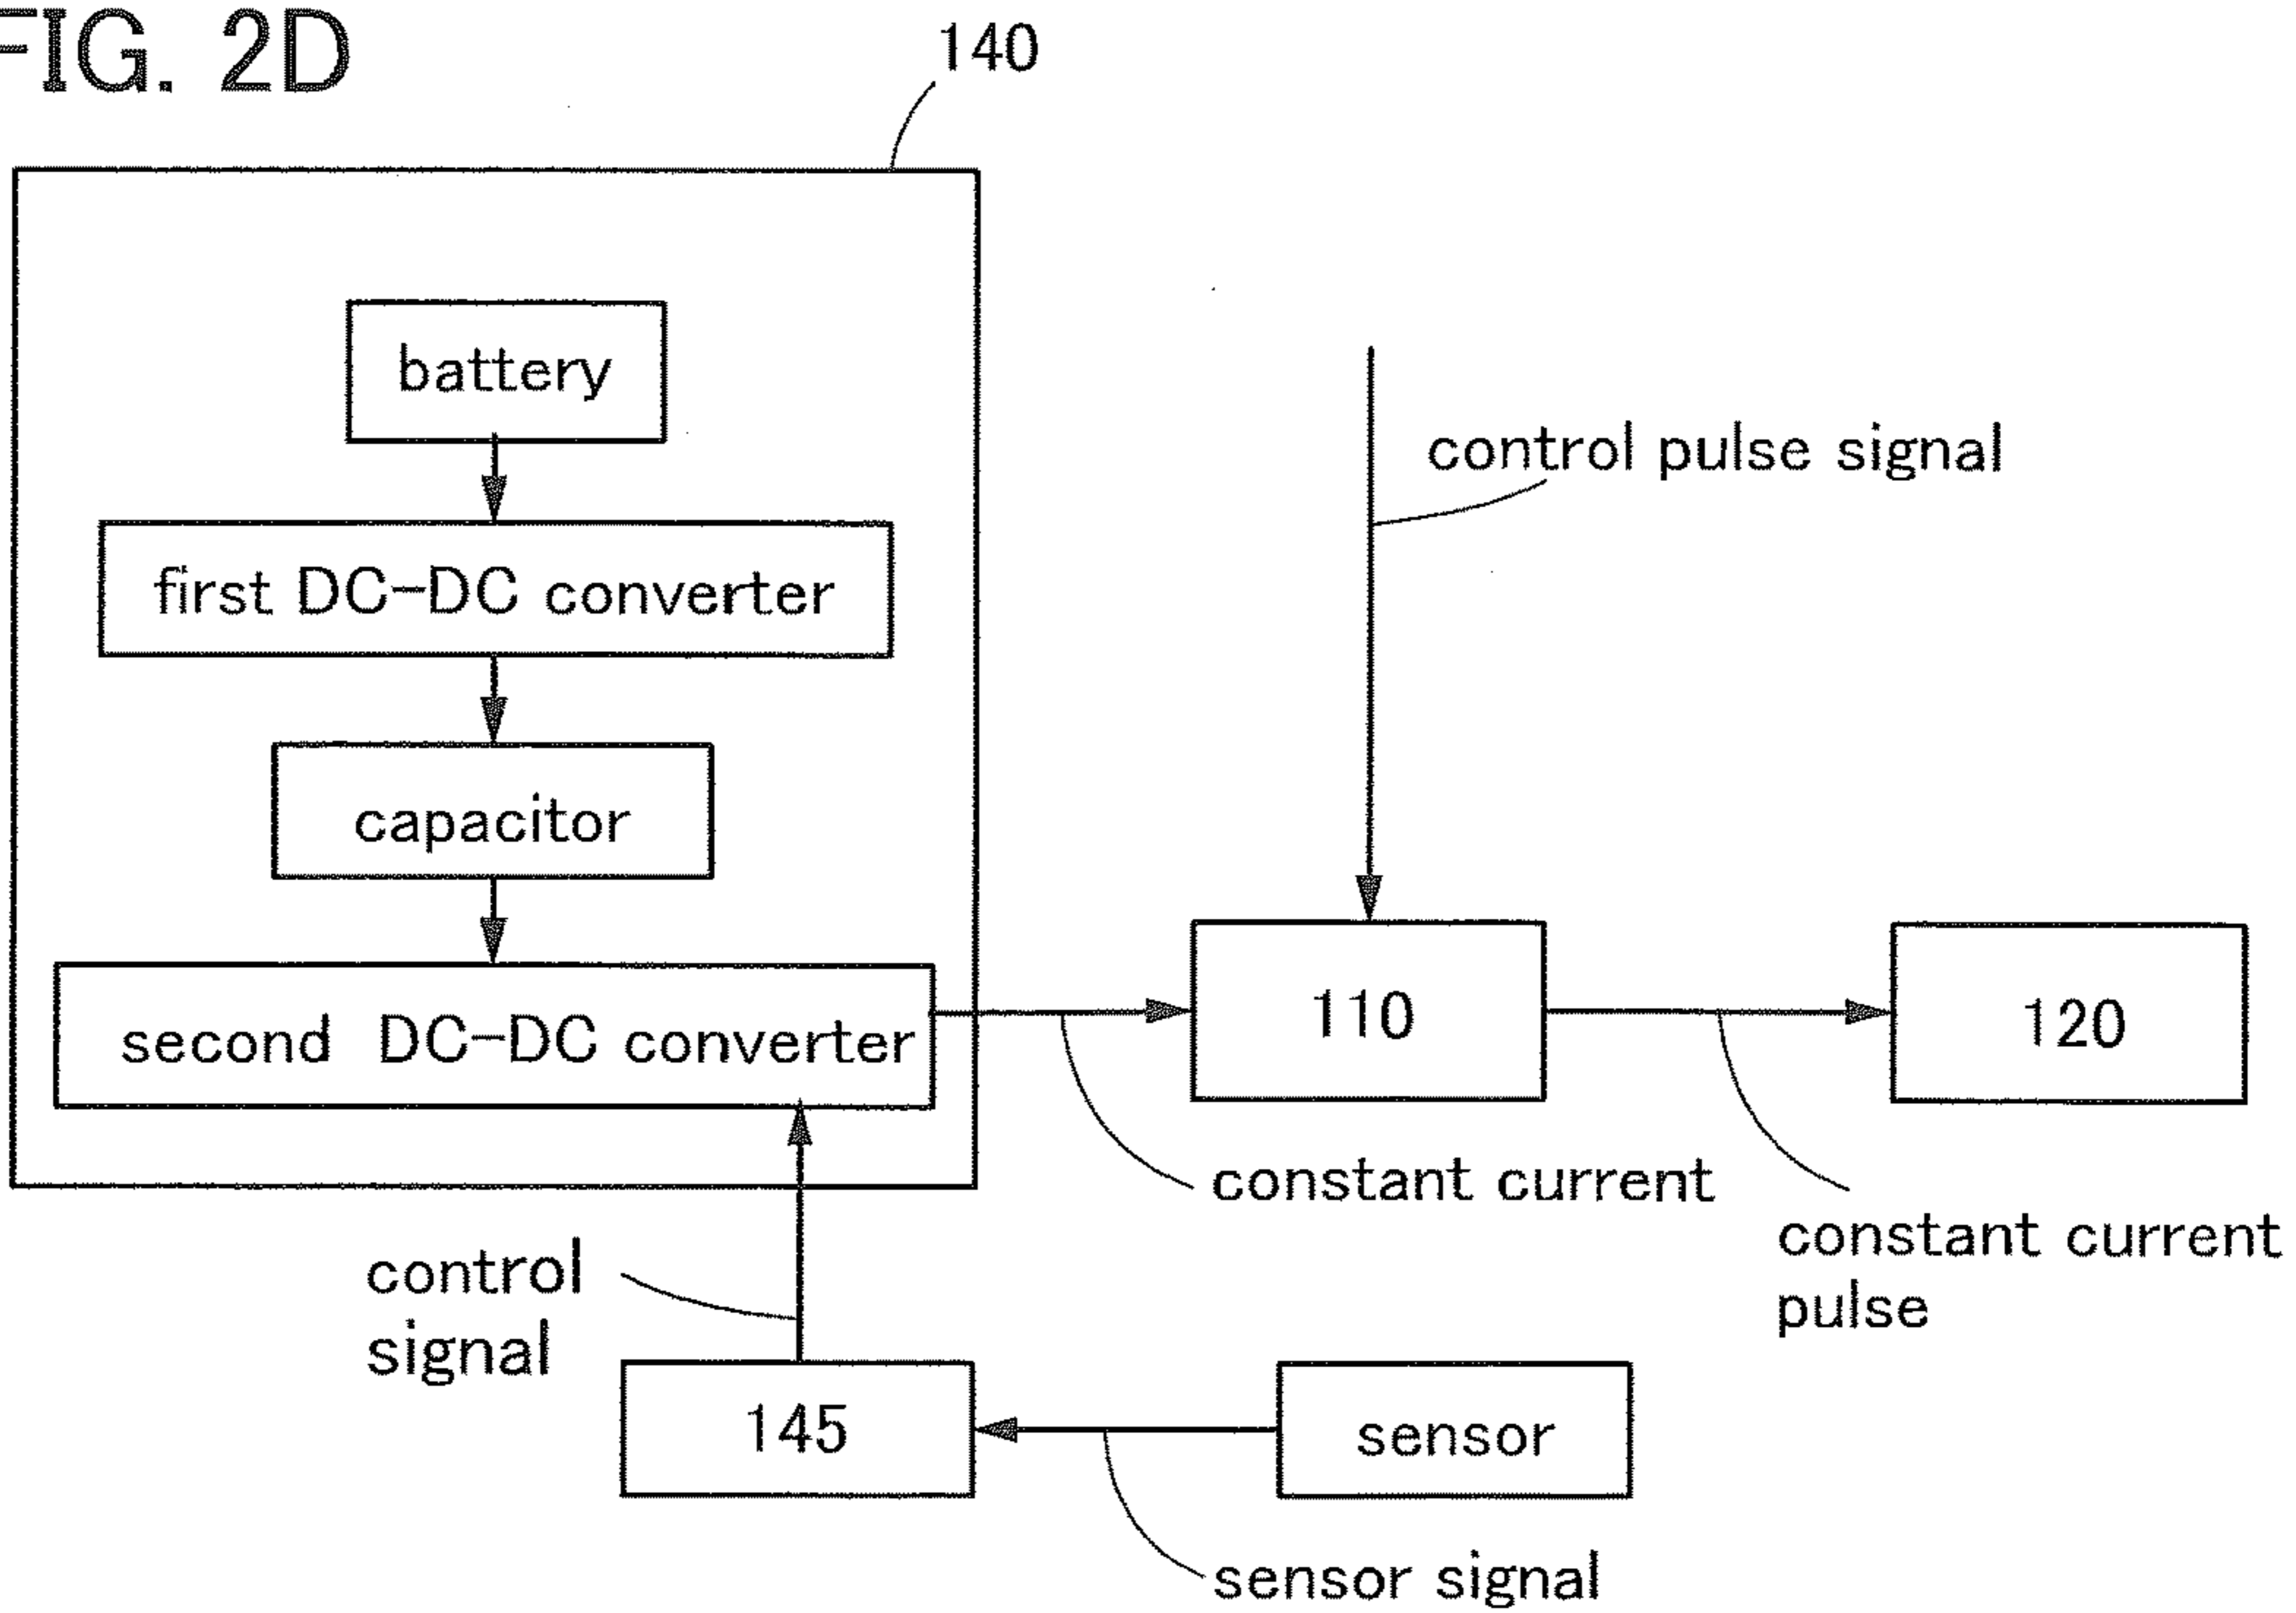 FIG. 2D
140
battery
control pulse signal
first DC-DC converter
capacitor
110
120
second DC-DC converter
constant current
constant current
pulse
control
signal
145
sensor
sensor signal